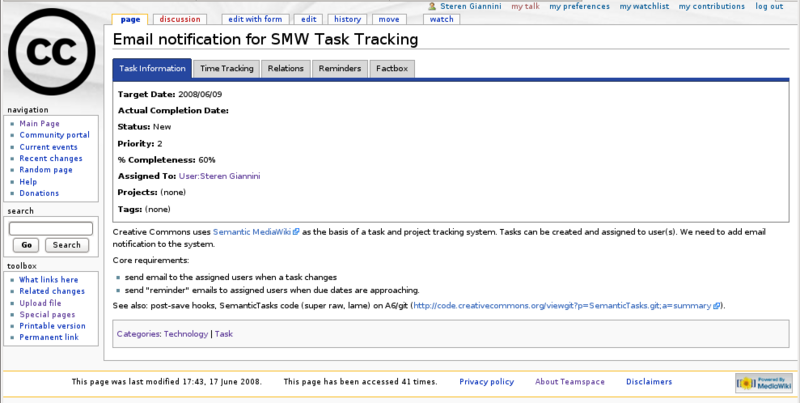 Steren Giannini my talk my preferences my watchlist my contributions log out
page discussion edit with form edit history move watch
cc
Email notification for SMW Task Tracking
Task Information Time Tracking Relations Reminders Factbox
Target Date: 2008/06/09
Actual Completion Date:
Status: New
Priority: 2
% Completeness: 60%
Assigned To: User:Steren Giannini
Projects: (none)
Tags: (none)
Creative Commons uses Semantic MediaWiki as the basis of a task and project tracking system. Tasks can be created and assigned to user(s). We need to add email
notification to the system.
Core requirements:
send email to the assigned users when a task changes
send "reminder" emails to assigned users when due dates are approaching.
See also: post-save hooks, SemanticTasks code (super raw, lame) on A6/git (http://code.creativecommons.org/viewgit?p=SemanticTasks.git;a=summary).
Categories: Technology | Task
navigation
Main Page
Community portal
Current events
Recent changes
Random page
Help
Donations
search
Go Search
toolbox
What links here
Related changes
Upload file
Special pages
Printable version
Permanent link
This page was last modified 17:43, 17 June 2008. This page has been accessed 41 times. Privacy policy About Teamspace Disclaimers
Powered By
MediaWiki